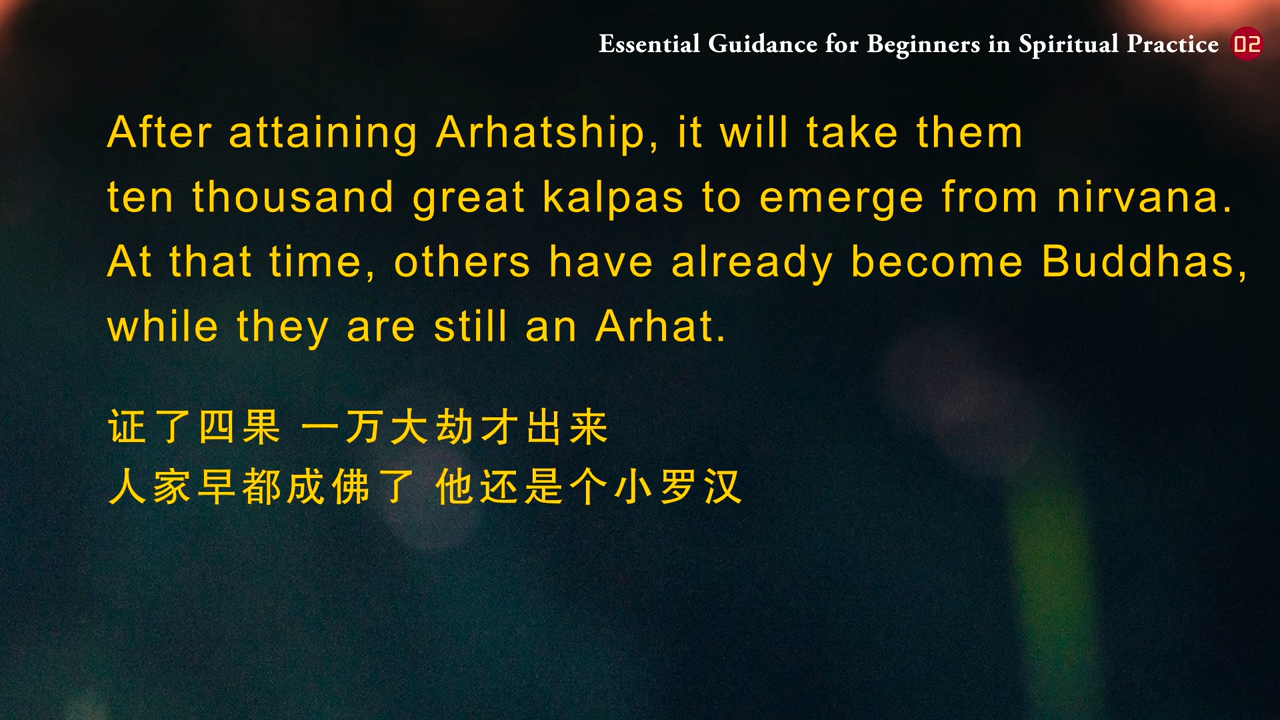 Essential Guidance for Beginners in Spiritual Practice 02
After attaining Arhatship, it will take them
ten thousand great kalpas to emerge from nirvana.
At that time, others have already become Buddhas,
while they are still an Arhat.
证了四果 一万大劫才出来
人家早都成佛了 他还是个小罗汉